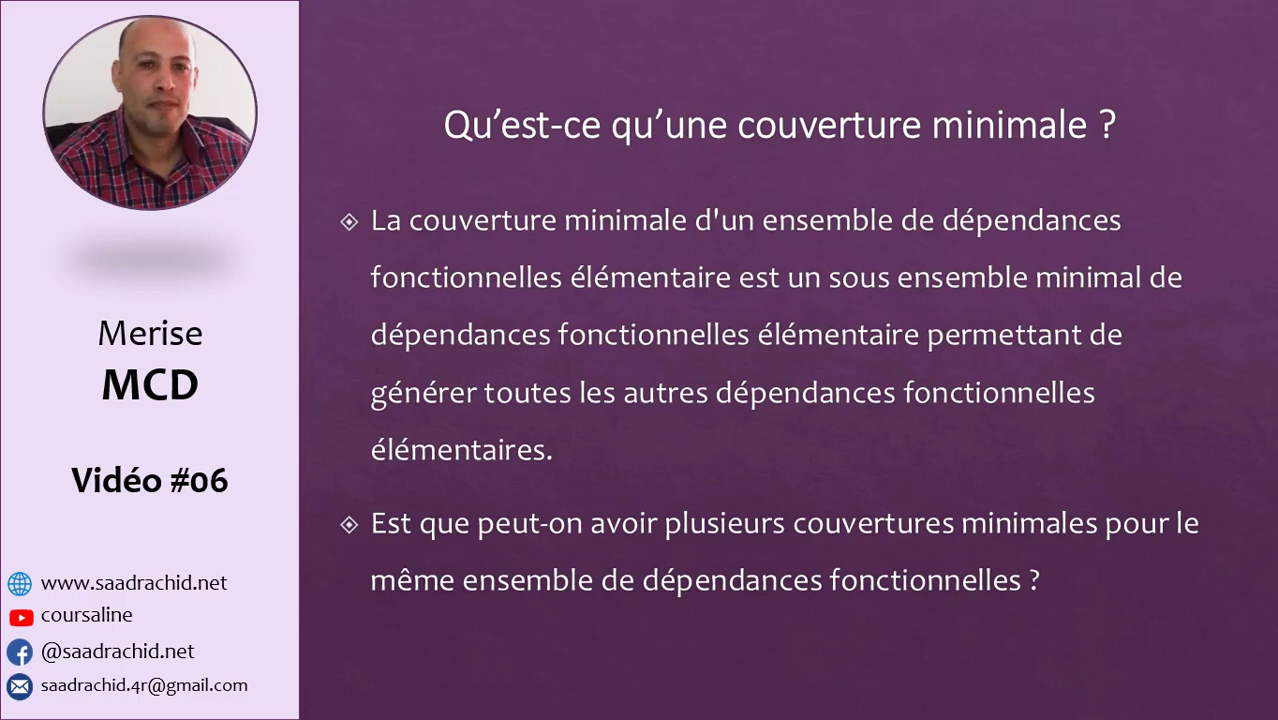 Qu’est-ce qu’une couverture minimale ?
La couverture minimale d'un ensemble de dépendances
fonctionnelles élémentaire est un sous ensemble minimal de
dépendances fonctionnelles élémentaire permettant de
générer toutes les autres dépendances fonctionnelles
élémentaires.
Est que peut-on avoir plusieurs couvertures minimales pour le
même ensemble de dépendances fonctionnelles ?
Merise
MCD
Vidéo #06
www.saadrachid.net
coursaline
@saadrachid.net
saadrachid.4r@gmail.com